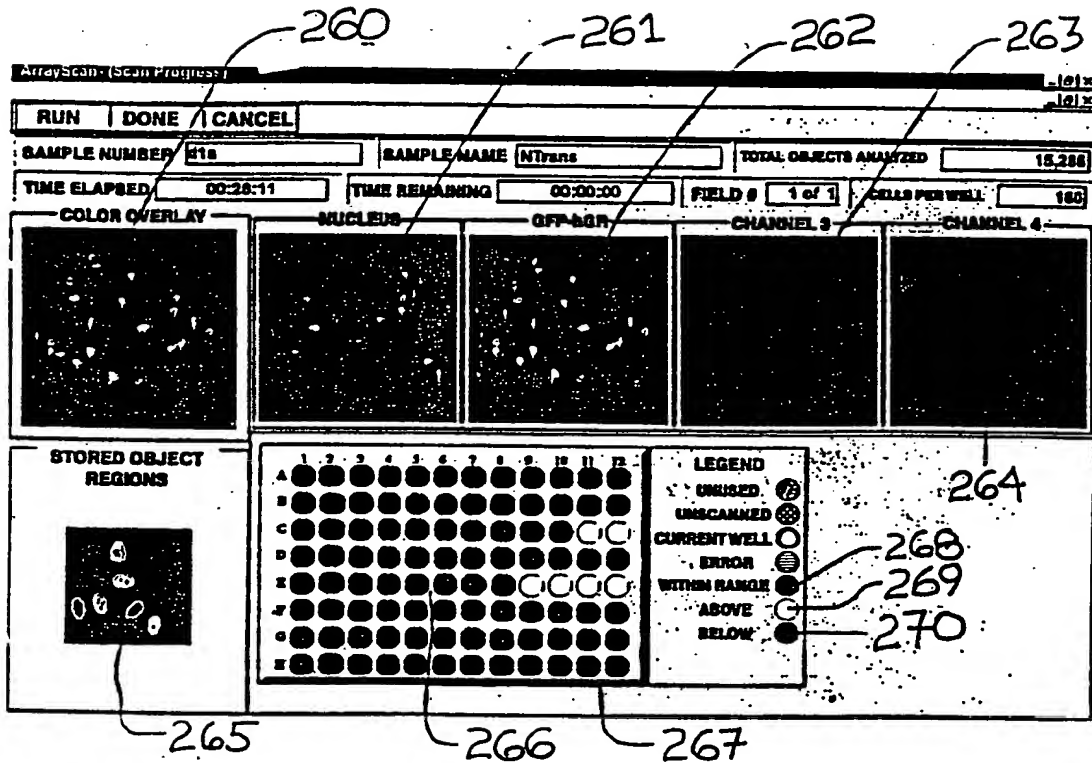 260 261 262 263
ArrayScan - (Scan Progress)
RUN DONE CANCEL
SAMPLE NUMBER d1a SAMPLE NAME NTrans TOTAL OBJECTS ANALYZED 15,286
TIME ELAPSED 00:26:11 TIME REMAINING 00:00:00 FIELD # 1 of 1 CELLS PER WELL 160
COLOR OVERLAY NUCLEUS GFP-hGR CHANNEL 3 CHANNEL 4
STORED OBJECT
REGIONS
1 2 3 4 5 6 7 8 9 10 11 12
A
B
C
D
E
F
G
H
LEGEND
UNUSED
UNSCANNED
CURRENT WELL
ERROR
WITHIN RANGE
ABOVE
BELOW
264
268
269
270
265 266 267